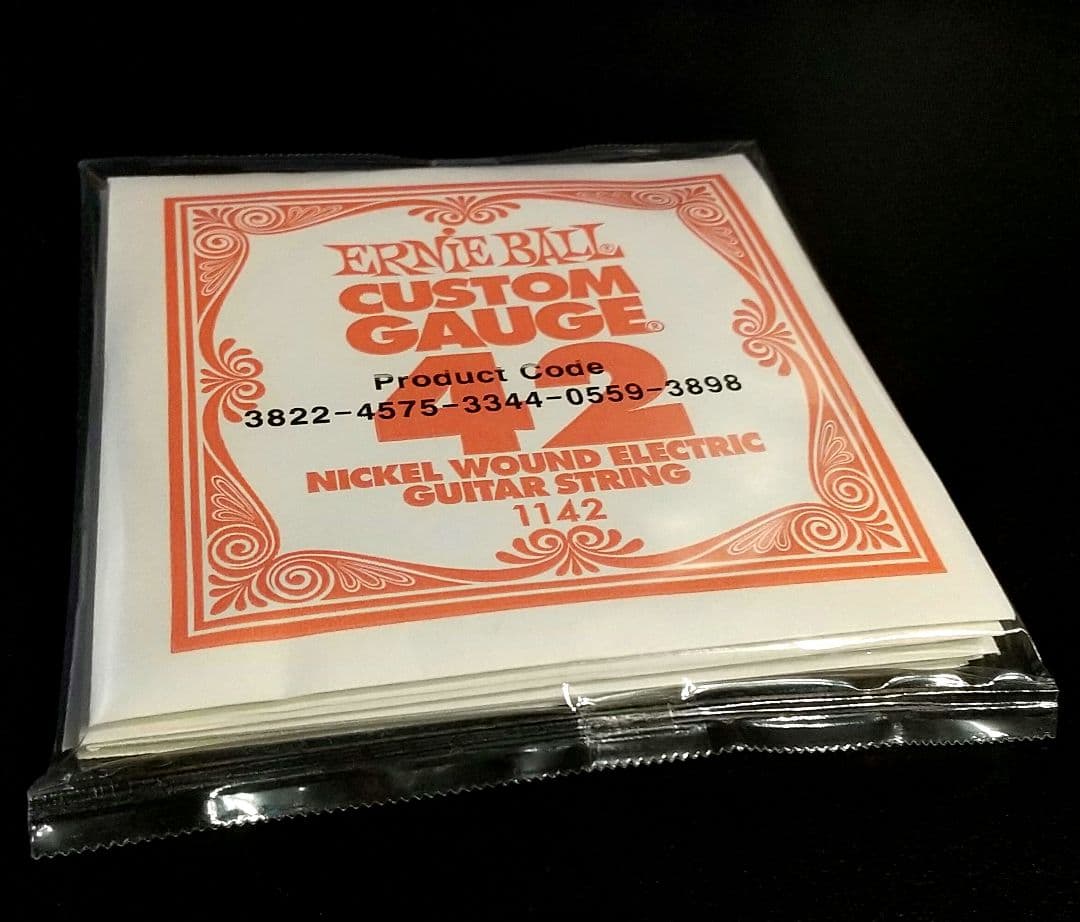 ERNIE BALL®
CUSTOM
GAUGE®
42
Product Code
3822-4575-3344-0559-3898
NICKEL WOUND ELECTRIC
GUITAR STRING
1142